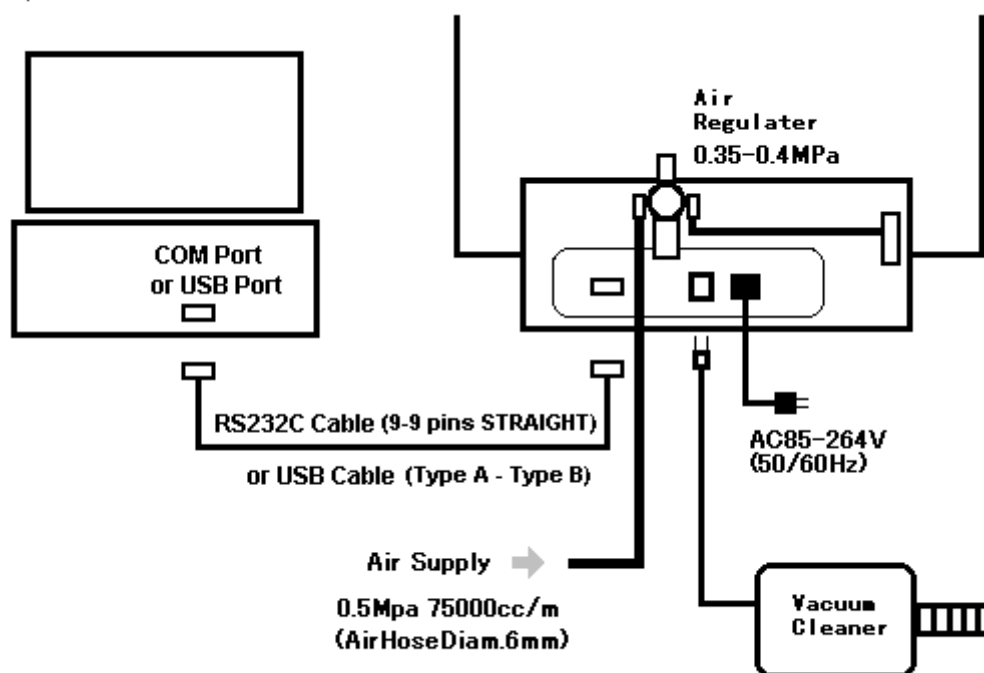 Air
Regulater
0.35-0.4MPa
COM Port
or USB Port
RS232C Cable (9-9 pins STRAIGHT)
or USB Cable (Type A - Type B)
AC85-264V
(50/60Hz)
Air Supply
0.5Mpa 75000cc/m
(AirHoseDiam.6mm)
Vacuum
Cleaner